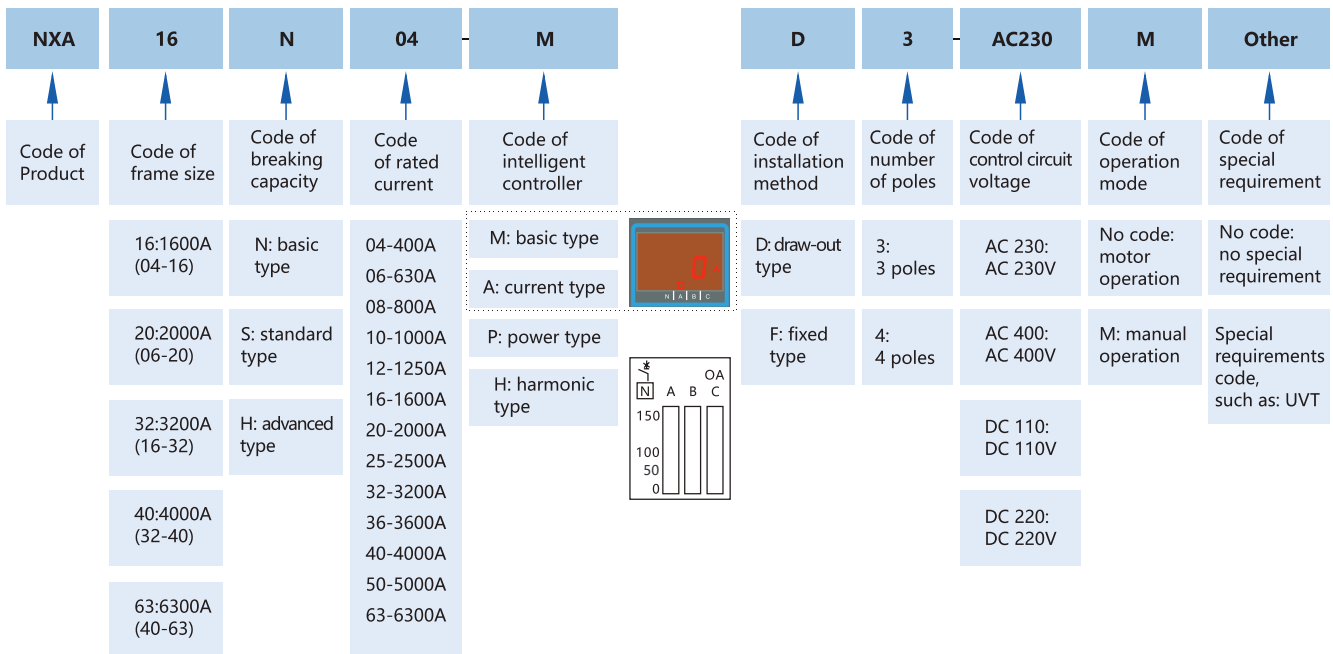 NXA
16
N
04
-
M
D
3
-
AC230
M
Other
Code of
Product
Code of
frame size
Code of
breaking
capacity
Code
of rated
current
Code of
intelligent
controller
Code of
installation
method
Code of
number
of poles
Code of
control circuit
voltage
Code of
operation
mode
Code of
special
requirement
16:1600A
(04-16)
20:2000A
(06-20)
32:3200A
(16-32)
40:4000A
(32-40)
63:6300A
(40-63)
N: basic
type
S: standard
type
H: advanced
type
04-400A
06-630A
08-800A
10-1000A
12-1250A
16-1600A
20-2000A
25-2500A
32-3200A
36-3600A
40-4000A
50-5000A
63-6300A
M: basic type
A: current type
P: power type
H: harmonic
type
0 A
N A B C
OA
N A B C
150
100
50
0
D: draw-out
type
F: fixed
type
3:
3 poles
4:
4 poles
AC 230:
AC 230V
AC 400:
AC 400V
DC 110:
DC 110V
DC 220:
DC 220V
No code:
motor
operation
M: manual
operation
No code:
no special
requirement
Special
requirements
code,
such as: UVT